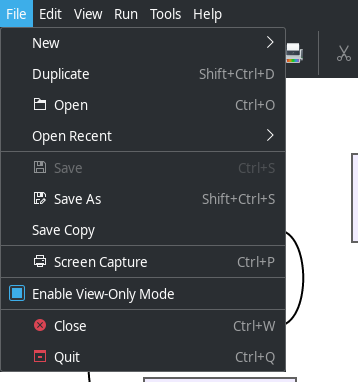 File Edit View Run Tools Help
New
Duplicate Shift+Ctrl+D
Open Ctrl+O
Open Recent
Save Ctrl+S
Save As Shift+Ctrl+S
Save Copy
Screen Capture Ctrl+P
Enable View-Only Mode
Close Ctrl+W
Quit Ctrl+Q